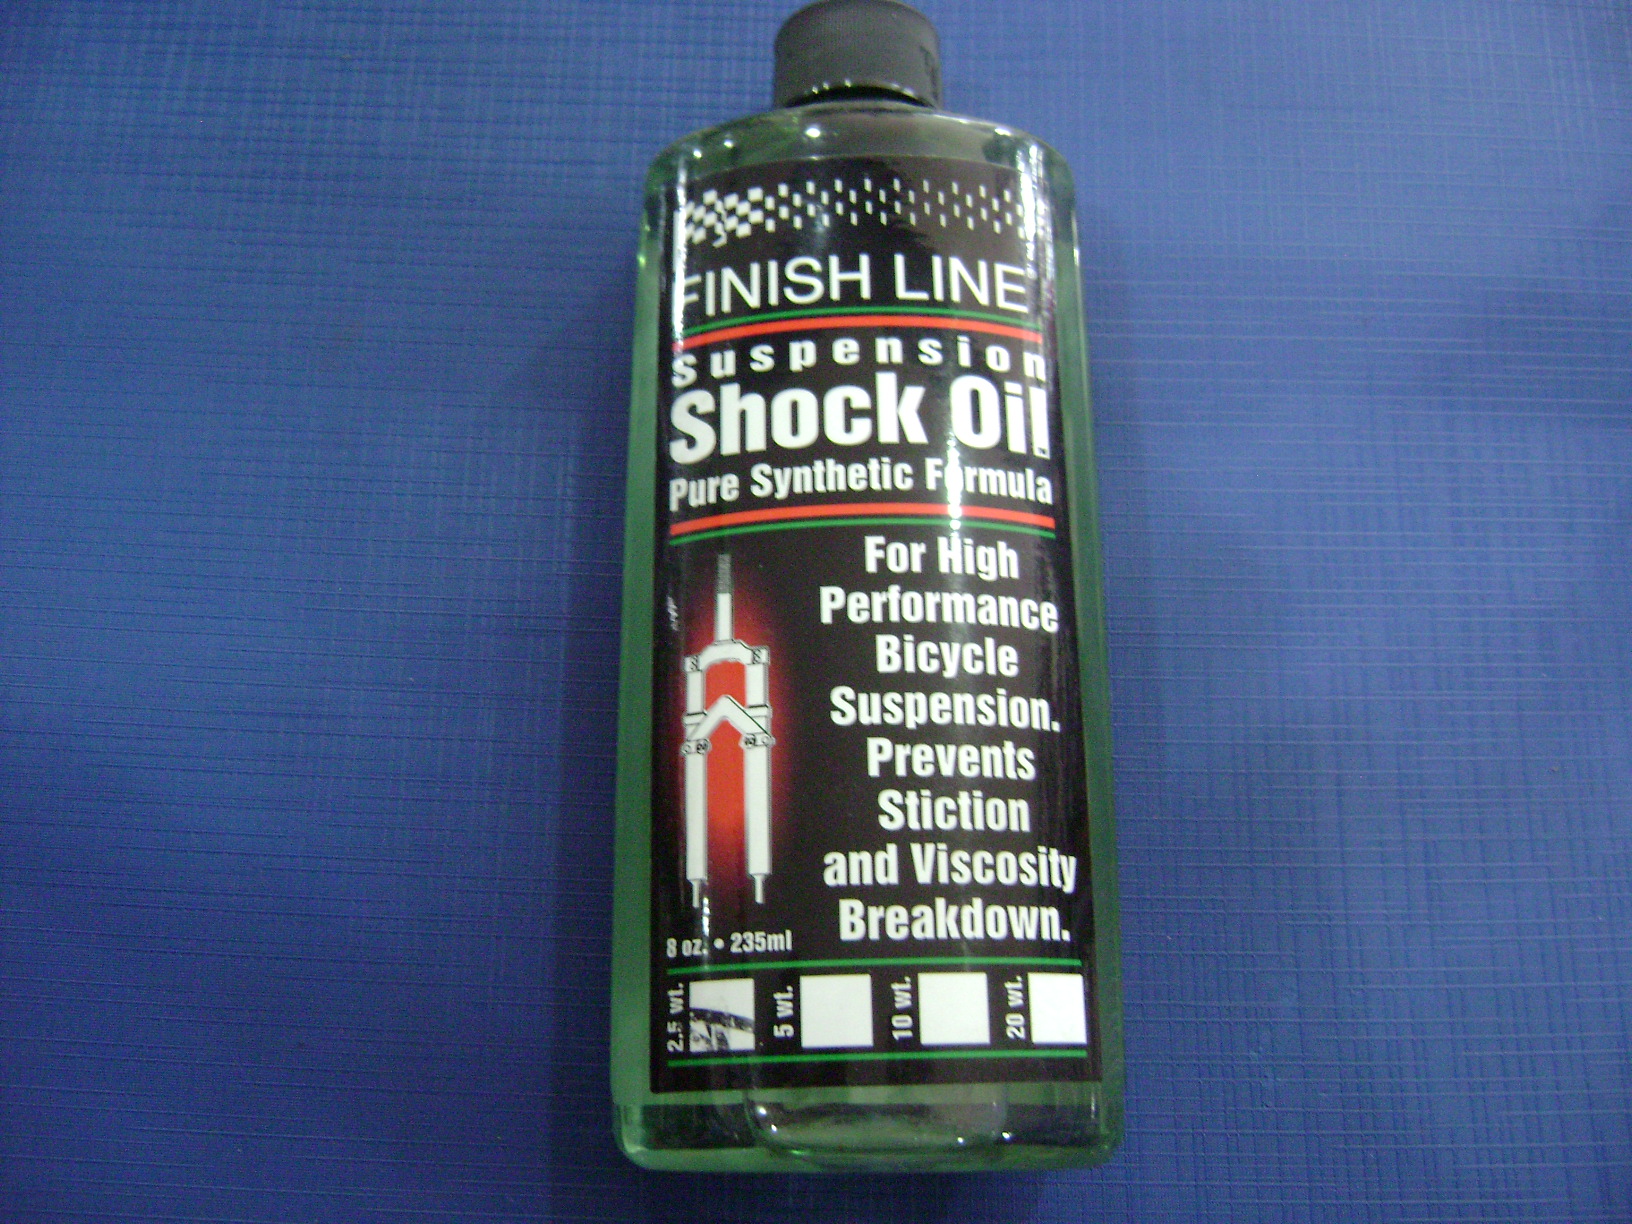 FINISH LINE
Suspension
Shock Oil
Pure Synthetic Formula
For High
Performance
Bicycle
Suspension.
Prevents
Stiction
and Viscosity
Breakdown.
8 oz. • 235ml
2.5 wt.
5 wt.
10 wt.
20 wt.